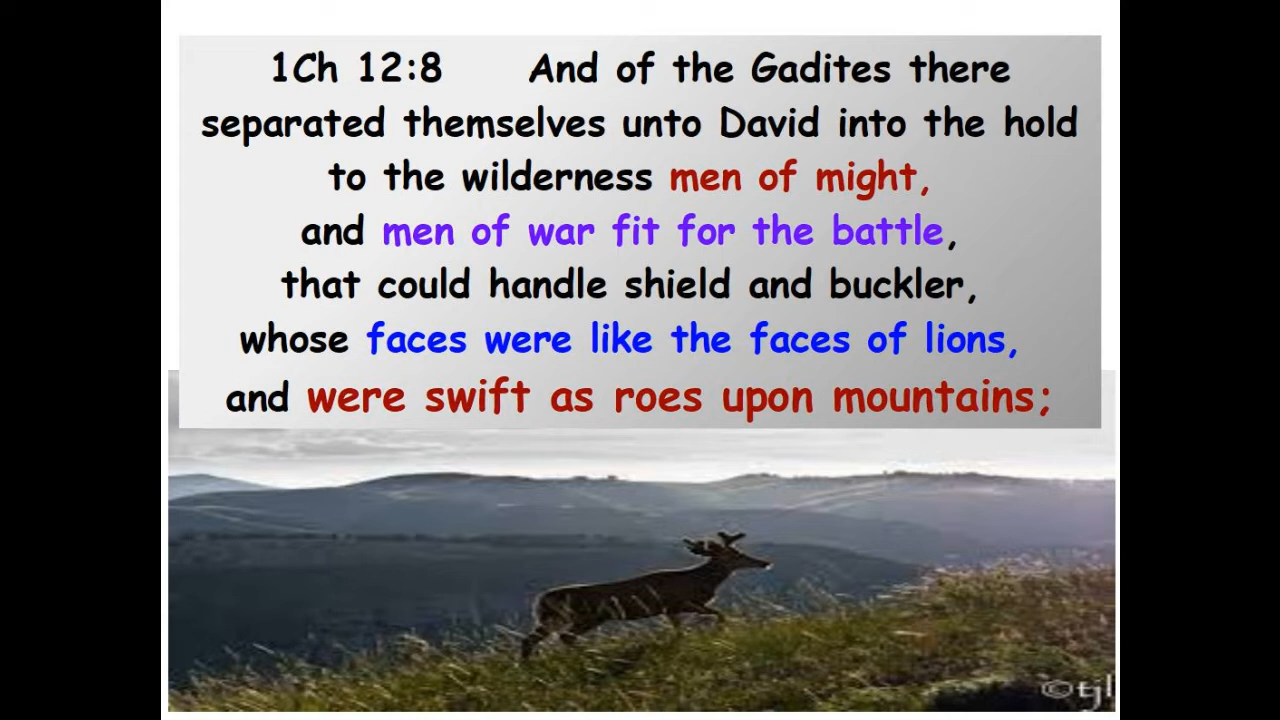 1Ch 12:8 And of the Gadites there
separated themselves unto David into the hold
to the wilderness men of might,
and men of war fit for the battle,
that could handle shield and buckler,
whose faces were like the faces of lions,
and were swift as roes upon mountains;
©tjl